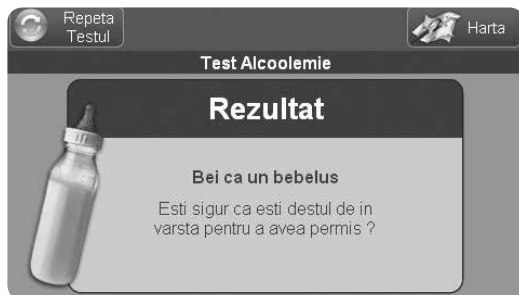 Repeta
Testul
Harta
Test Alcoolemie
Rezultat
Bei ca un bebelus
Esti sigur ca esti destul de in
varsta pentru a avea permis ?